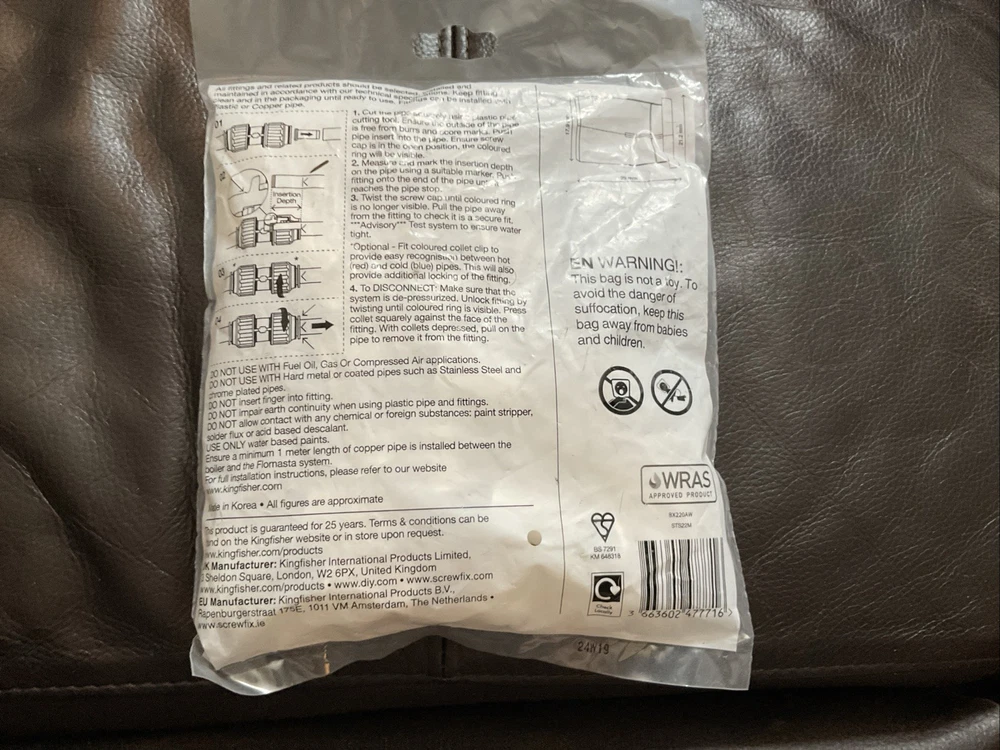 All fittings and related products should be selected, and
maintained in accordance with our technical Keep fitting
clean and in the packaging until ready to use. can be installed with
Plastic or Copper pipe.
01
1. Cut the pipe plastic pipe
cutting tool. Ensure the outside of the pipe
is free from burrs and score marks. Push
pipe insert into the pipe. Ensure screw
cap is in the open position, the coloured
ring will be visible.
02
Insertion
Depth
2. Measure and mark the insertion depth
on the pipe using a suitable marker. Push
fitting onto the end of the pipe until it
reaches the pipe stop.
3. Twist the screw cap until coloured ring
is no longer visible. Pull the pipe away
from the fitting to check it is a secure fit.
***Advisory*** Test system to ensure water
tight.
03
*Optional - Fit coloured collet clip to
provide easy recognisition between hot
(red) and cold (blue) pipes. This will also
provide additional locking of the fitting.
04
4. To DISCONNECT: Make sure that the
system is de-pressurized. Unlock fitting by
twisting until coloured ring is visible. Press
collet squarely against the face of the
fitting. With collets depressed, pull on the
pipe to remove it from the fitting.
DO NOT USE WITH Fuel Oil, Gas Or Compressed Air applications.
DO NOT USE WITH Hard metal or coated pipes such as Stainless Steel and
chrome plated pipes.
DO NOT insert finger into fitting.
DO NOT impair earth continuity when using plastic pipe and fittings.
DO NOT allow contact with any chemical or foreign substances: paint stripper,
solder flux or acid based descalant.
USE ONLY water based paints.
Ensure a minimum 1 meter length of copper pipe is installed between the
boiler and the Flomasta system.
For full installation instructions, please refer to our website
www.kingfisher.com
Made in Korea • All figures are approximate
This product is guaranteed for 25 years. Terms & conditions can be
found on the Kingfisher website or in store upon request.
www.kingfisher.com/products
UK Manufacturer: Kingfisher International Products Limited,
3 Sheldon Square, London, W2 6PX, United Kingdom
www.kingfisher.com/products • www.diy.com • www.screwfix.com
EU Manufacturer: Kingfisher International Products B.V.,
Rapenburgerstraat 175E, 1011 VM Amsterdam, The Netherlands •
www.screwfix.ie
EN WARNING!:
This bag is not a toy. To
avoid the danger of
suffocation, keep this
bag away from babies
and children.
WRAS
APPROVED PRODUCT
BX220AW
STS22M
BS 7291
KM 648318
Check
Locally
3 663602 477716 >
24W19